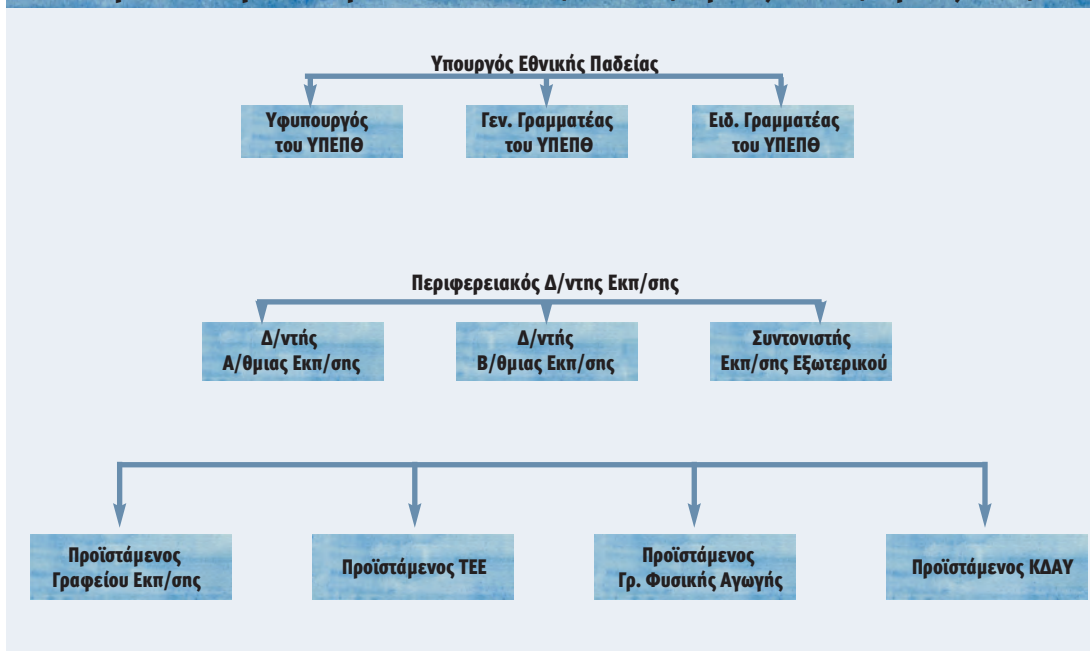 Υπουργός Εθνικής Παδείας
Υφυπουργός
του ΥΠΕΠΘ
Γεν. Γραμματέας
του ΥΠΕΠΘ
Ειδ. Γραμματέας
του ΥΠΕΠΘ
Περιφερειακός Δ/ντης Εκπ/σης
Δ/ντής
Α/θμιας Εκπ/σης
Δ/ντής
Β/θμιας Εκπ/σης
Συντονιστής
Εκπ/σης Εξωτερικού
Προϊστάμενος
Γραφείου Εκπ/σης
Προϊστάμενος ΤΕΕ
Προϊστάμενος
Γρ. Φυσικής Αγωγής
Προϊστάμενος ΚΔΑΥ